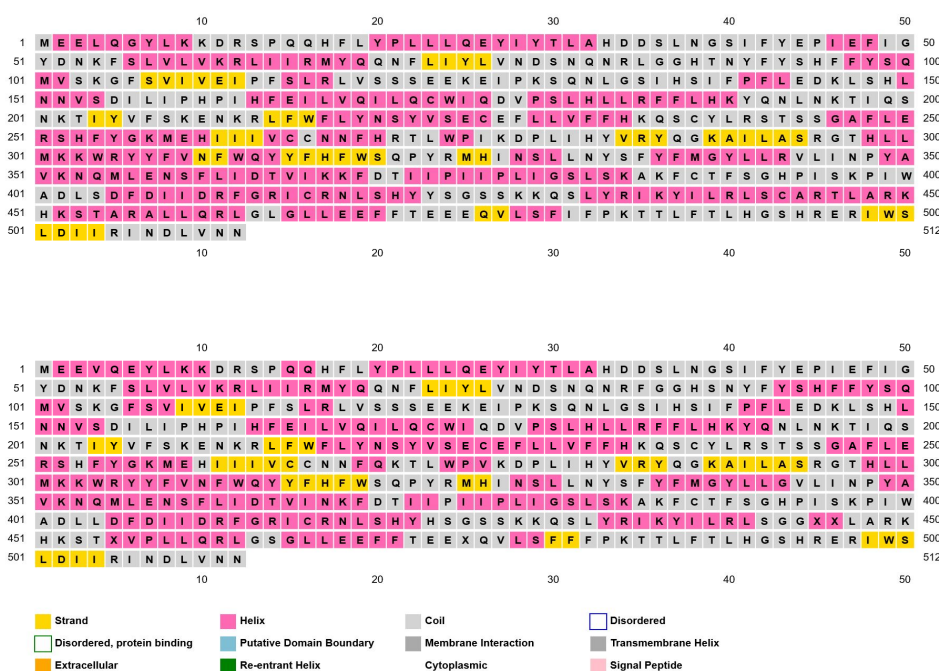 10 20 30 40 50
1 M E E L Q G Y L K K D R S P Q Q H F L Y P L L L Q E Y I Y T L A H D D S L N G S I F Y E P I E F I G 50
51 Y D N K F S L V L V K R L I I R M Y Q Q N F L I Y L V N D S N Q N R L G G H T N Y F Y S H F F Y S Q 100
101 M V S K G F S V I V E I P F S L R L V S S S E E K E I P K S Q N L G S I H S I F P F L E D K L S H L 150
151 N N V S D I L I P H P I H F E I L V Q I L Q C W I Q D V P S L H L L R F F L H K Y Q N L N K T I Q S 200
201 N K T I Y V F S K E N K R L F W F L Y N S Y V S E C E F L L V F F H K Q S C Y L R S T S S G A F L E 250
251 R S H F Y G K M E H I I I V C C N N F H R T L W P I K D P L I H Y V R Y Q G K A I L A S R G T H L L 300
301 M K K W R Y Y F V N F W Q Y Y F H F W S Q P Y R M H I N S L L N Y S F Y F M G Y L L R V L I N P Y A 350
351 V K N Q M L E N S F L I D T V I K K F D T I I P I I P L I G S L S K A K F C T F S G H P I S K P I W 400
401 A D L S D F D I I D R F G R I C R N L S H Y Y S G S S K K Q S L Y R I K Y I L R L S C A R T L A R K 450
451 H K S T A R A L L Q R L G L G L L E E F F T E E E Q V L S F I F P K T T L F T L H G S H R E R I W S 500
501 L D I I R I N D L V N N 512
10 20 30 40 50
10 20 30 40 50
1 M E E V Q E Y L K K D R S P Q Q H F L Y P L L L Q E Y I Y T L A H D D S L N G S I F Y E P I E F I G 50
51 Y D N K F S L V L V K R L I I R M Y Q Q N F L I Y L V N D S N Q N R F G G H S N Y F Y S H F F Y S Q 100
101 M V S K G F S V I V E I P F S L R L V S S S E E K E I P K S Q N L G S I H S I F P F L E D K L S H L 150
151 N N V S D I L I P H P I H F E I L V Q I L Q C W I Q D V P S L H L L R F F L H K Y Q N L N K T I Q S 200
201 N K T I Y V F S K E N K R L F W F L Y N S Y V S E C E F L L V F F H K Q S C Y L R S T S S G A F L E 250
251 R S H F Y G K M E H I I I V C C N N F Q K T L W P V K D P L I H Y V R Y Q G K A I L A S R G T H L L 300
301 M K K W R Y Y F V N F W Q Y Y F H F W S Q P Y R M H I N S L L N Y S F Y F M G Y L L G V L I N P Y A 350
351 V K N Q M L E N S F L I D T V I N K F D T I I P I I P L I G S L S K A K F C T F S G H P I S K P I W 400
401 A D L L D F D I I D R F G R I C R N L S H Y H S G S S K K Q S L Y R I K Y I L R L S G G X X L A R K 450
451 H K S T X V P L L Q R L G S G L L E E F F T E E X Q V L S F F F P K T T L F T L H G S H R E R I W S 500
501 L D I I R I N D L V N N 512
10 20 30 40 50
Strand Helix Coil Disordered
Disordered, protein binding Putative Domain Boundary Membrane Interaction Transmembrane Helix
Extracellular Re-entrant Helix Cytoplasmic Signal Peptide